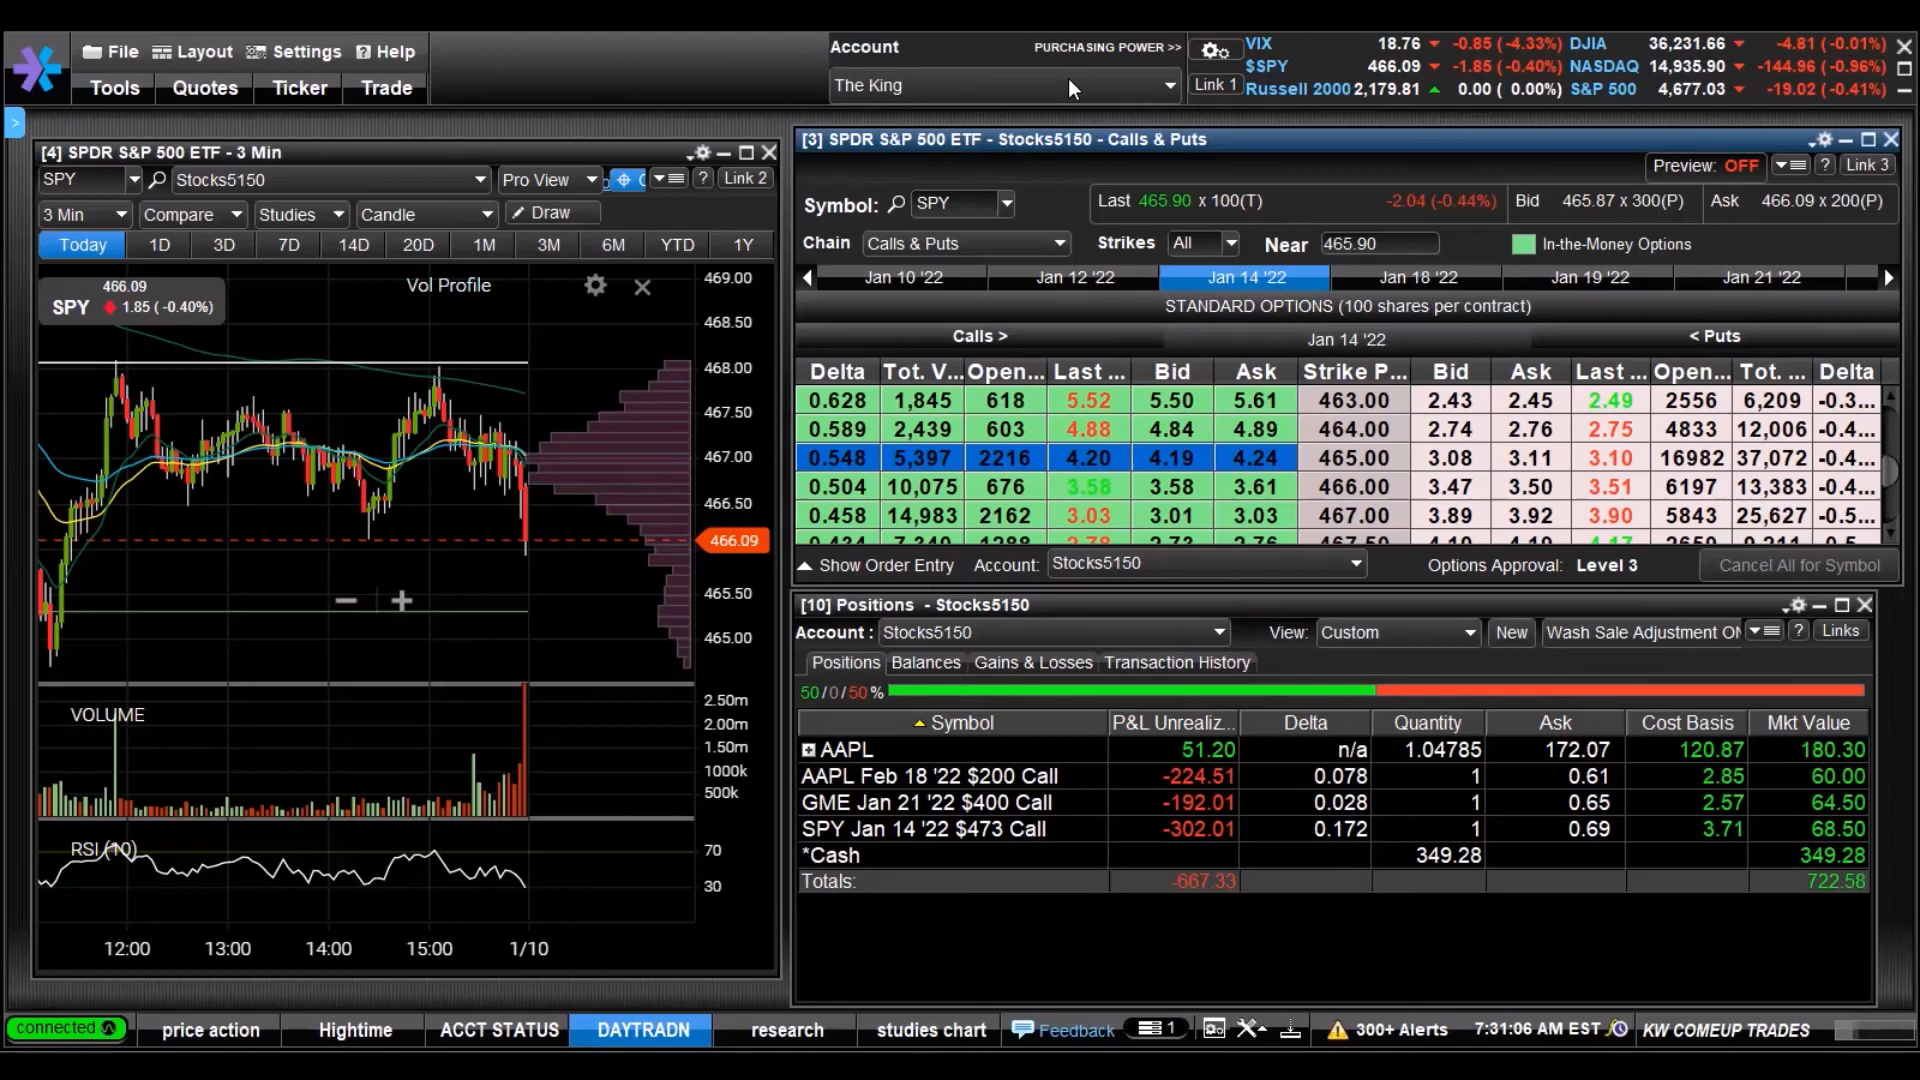 File Layout Settings Help
Tools Quotes Ticker Trade
Account PURCHASING POWER >>
The King
Link 1
VIX 18.76 -0.85 (-4.33%) DJIA 36,231.66 -4.81 (-0.01%)
$SPY 466.09 -1.85 (-0.40%) NASDAQ 14,935.90 -144.96 (-0.96%)
Russell 2000 2,179.81 0.00 ( 0.00%) S&P 500 4,677.03 -19.02 (-0.41%)
>
[4] SPDR S&P 500 ETF - 3 Min
SPY Stocks5150 Pro View ? Link 2
3 Min Compare Studies Candle Draw
Today 1D 3D 7D 14D 20D 1M 3M 6M YTD 1Y
466.09
SPY 1.85 ( -0.40%)
Vol Profile
469.00
468.50
468.00
467.50
467.00
466.50
466.09
465.50
465.00
VOLUME
2.50m
2.00m
1.50m
1000k
500k
RSI (10)
70
30
12:00 13:00 14:00 15:00 1/10
[3] SPDR S&P 500 ETF - Stocks5150 - Calls & Puts
Preview: OFF ? Link 3
Symbol: SPY Last 465.90 x 100(T) -2.04 (-0.44%) Bid 465.87 x 300(P) Ask 466.09 x 200(P)
Chain Calls & Puts Strikes All Near 465.90 In-the-Money Options
Jan 10 '22 Jan 12 '22 Jan 14 '22 Jan 18 '22 Jan 19 '22 Jan 21 '22
STANDARD OPTIONS (100 shares per contract)
Calls > Jan 14 '22 < Puts
Delta Tot. V... Open... Last ... Bid Ask Strike P... Bid Ask Last ... Open... Tot. ... Delta
0.628 1,845 618 5.52 5.50 5.61 463.00 2.43 2.45 2.49 2556 6,209 -0.3...
0.589 2,439 603 4.88 4.84 4.89 464.00 2.74 2.76 2.75 4833 12,006 -0.4...
0.548 5,397 2216 4.20 4.19 4.24 465.00 3.08 3.11 3.10 16982 37,072 -0.4...
0.504 10,075 676 3.58 3.58 3.61 466.00 3.47 3.50 3.51 6197 13,383 -0.4...
0.458 14,983 2162 3.03 3.01 3.03 467.00 3.89 3.92 3.90 5843 25,627 -0.5...
Show Order Entry Account: Stocks5150 Options Approval: Level 3 Cancel All for Symbol
[10] Positions - Stocks5150
Account : Stocks5150 View: Custom New Wash Sale Adjustment ON ? Links
Positions Balances Gains & Losses Transaction History
50/0/50 %
Symbol P&L Unrealiz... Delta Quantity Ask Cost Basis Mkt Value
AAPL 51.20 n/a 1.04785 172.07 120.87 180.30
AAPL Feb 18 '22 $200 Call -224.51 0.078 1 0.61 2.85 60.00
GME Jan 21 '22 $400 Call -192.01 0.028 1 0.65 2.57 64.50
SPY Jan 14 '22 $473 Call -302.01 0.172 1 0.69 3.71 68.50
*Cash 349.28 349.28
Totals: -667.33 722.58
connected price action Hightime ACCT STATUS DAYTRADN research studies chart Feedback 1 300+ Alerts 7:31:06 AM EST KW COMEUP TRADES